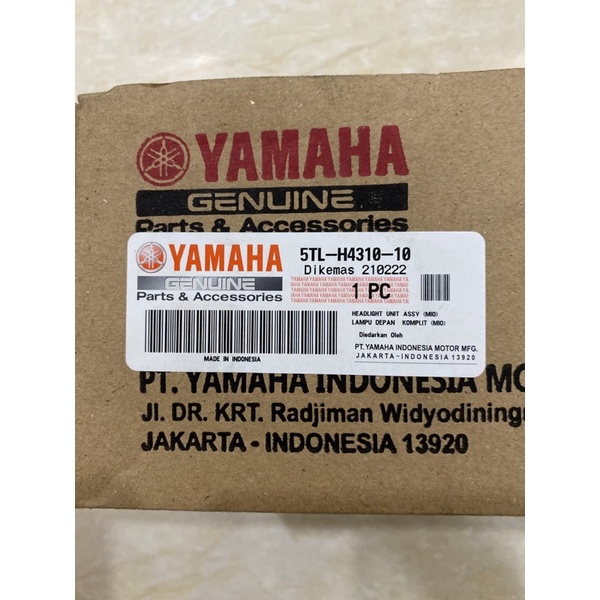 YAMAHA
GENUINE
Parts & Accessories
YAMAHA
GENUINE
Parts & Accessories
5TL-H4310-10
Dikemas 210222
1 PC
HEADLIGHT UNIT ASSY (MIO)
LAMPU DEPAN KOMPLIT (MIO)
Diedarkan Oleh
PT. YAMAHA INDONESIA MOTOR MFG.
JAKARTA - INDONESIA 13920
MADE IN INDONESIA
PT. YAMAHA INDONESIA MO
Jl. DR. KRT. Radjiman Widyodining
JAKARTA - INDONESIA 13920